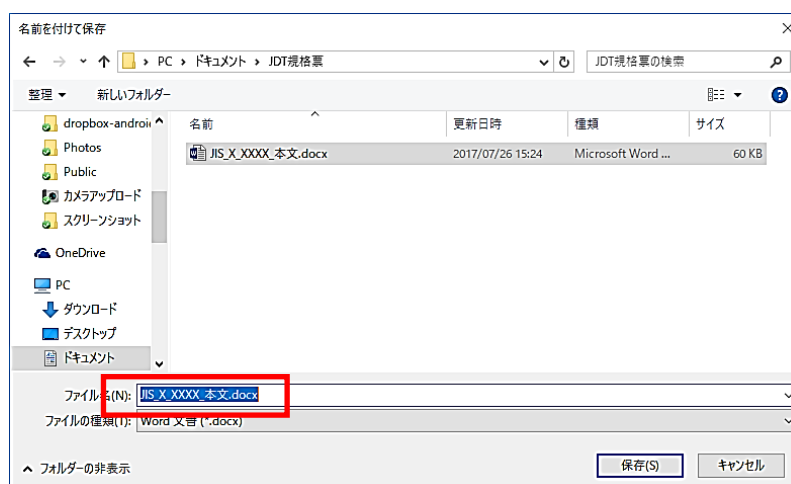 名前を付けて保存
PC › ドキュメント › JDT規格票
JDT規格票の検索
整理 新しいフォルダー
名前 更新日時 種類 サイズ
JIS_X_XXXX_本文.docx 2017/07/26 15:24 Microsoft Word ... 60 KB
dropbox-androi
Photos
Public
カメラアップロード
スクリーンショット
OneDrive
PC
ダウンロード
デスクトップ
ドキュメント
ファイル名(N): JIS_X_XXXX_本文.docx
ファイルの種類(T): Word 文書 (*.docx)
フォルダーの非表示
保存(S) キャンセル